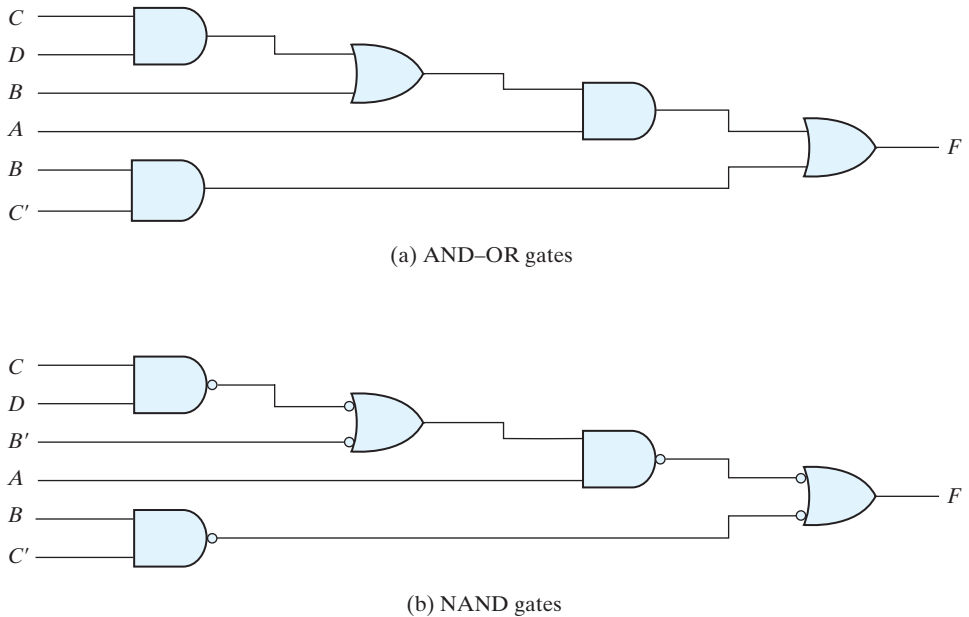 C
D
B
A
B
C′
F
(a) AND–OR gates
C
D
B′
A
B
C′
F
(b) NAND gates